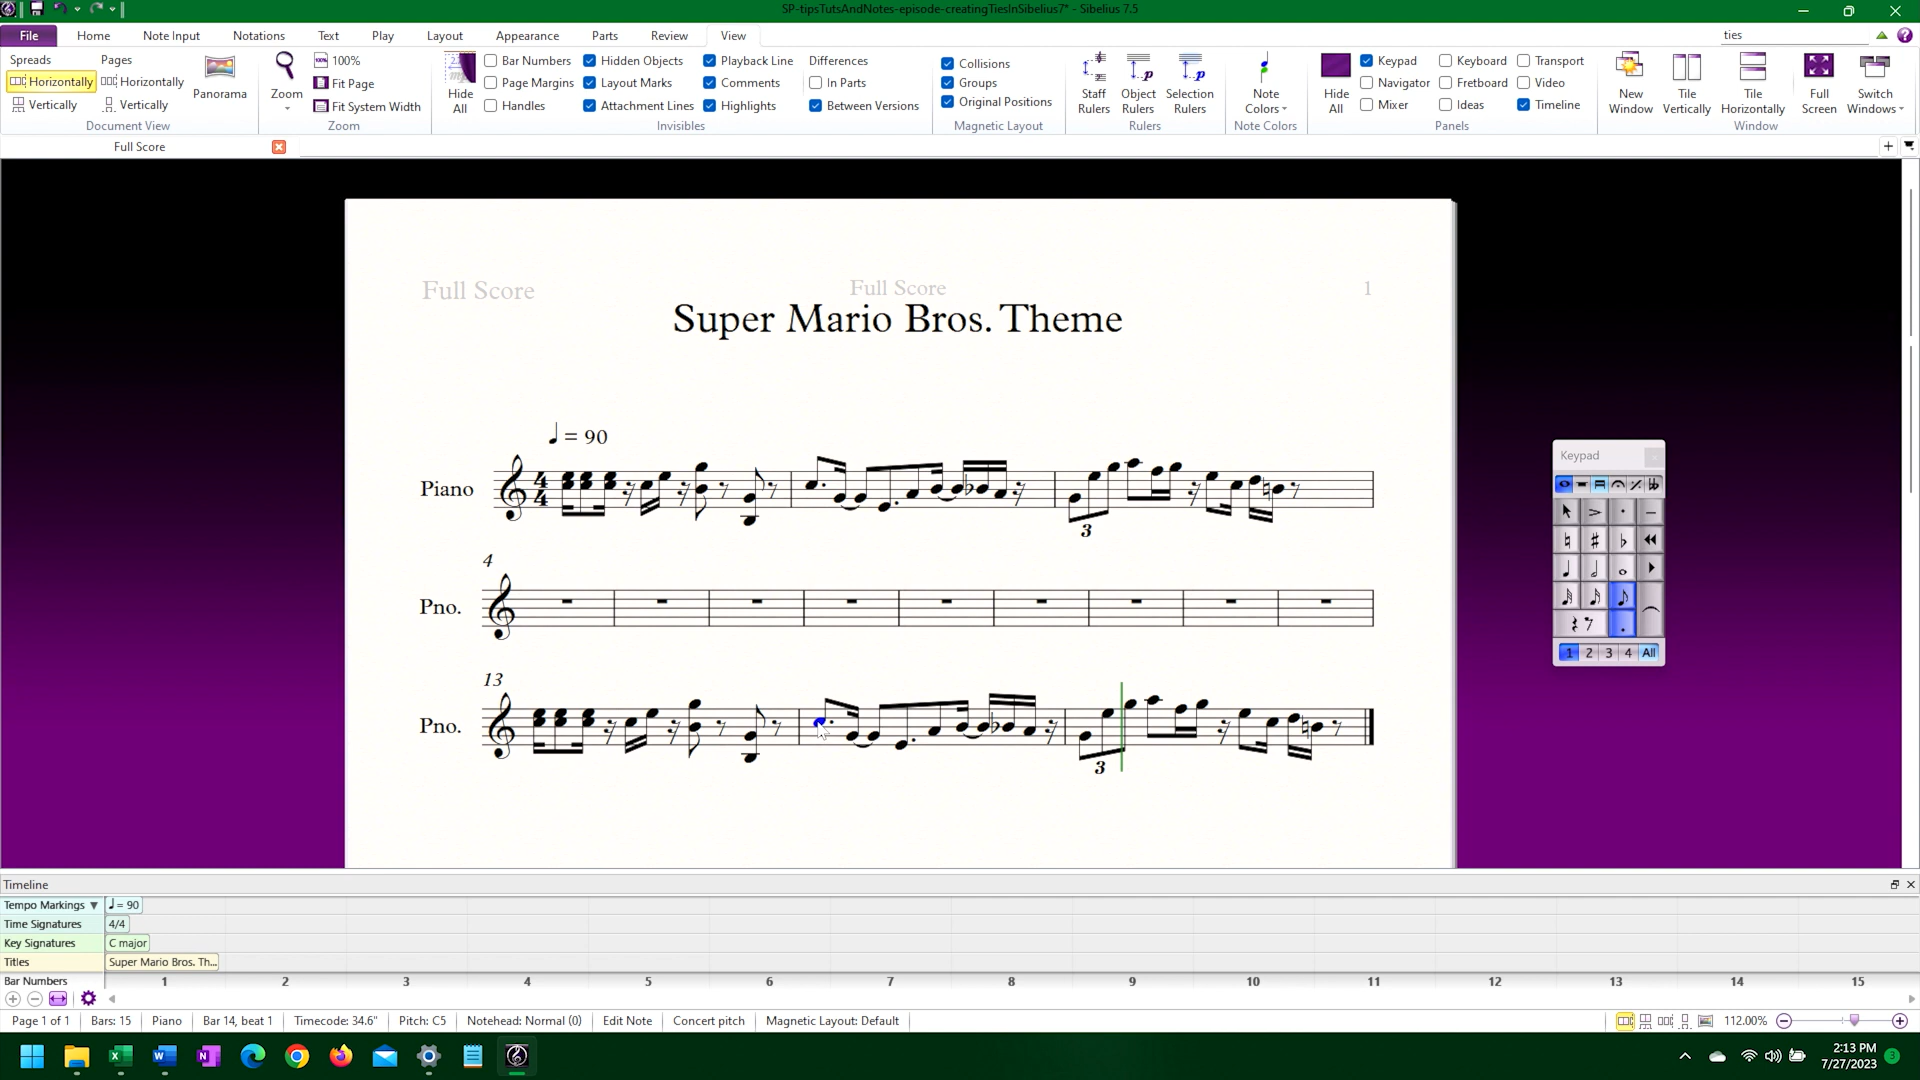 SP-tipsTutsAndNotes-episode-creatingTiesInSibelius7* - Sibelius 7.5
File Home Note Input Notations Text Play Layout Appearance Parts Review View ties
Spreads Pages 100% Bar Numbers Hidden Objects Playback Line Differences Collisions Keypad Keyboard Transport
Horizontally Horizontally Panorama Zoom Fit Page Hide All Page Margins Layout Marks Comments In Parts Groups Staff Rulers Object Rulers Selection Rulers Note Colors Hide All Navigator Fretboard Video New Window Tile Vertically Tile Horizontally Full Screen Switch Windows
Vertically Vertically Fit System Width Handles Attachment Lines Highlights Between Versions Original Positions Mixer Ideas Timeline
Document View Zoom Invisibles Magnetic Layout Rulers Note Colors Panels Window
Full Score
Full Score Full Score 1
Super Mario Bros. Theme
♩ = 90
Piano 4 4
3
Keypad
4
Pno.
13
Pno.
3
1 2 3 4 All
Timeline
Tempo Markings ♩ = 90
Time Signatures 4/4
Key Signatures C major
Titles Super Mario Bros. Th...
Bar Numbers 1 2 3 4 5 6 7 8 9 10 11 12 13 14 15
Page 1 of 1 Bars: 15 Piano Bar 14, beat 1 Timecode: 34.6" Pitch: C5 Notehead: Normal (0) Edit Note Concert pitch Magnetic Layout: Default 112.00%
2:13 PM
7/27/2023 3